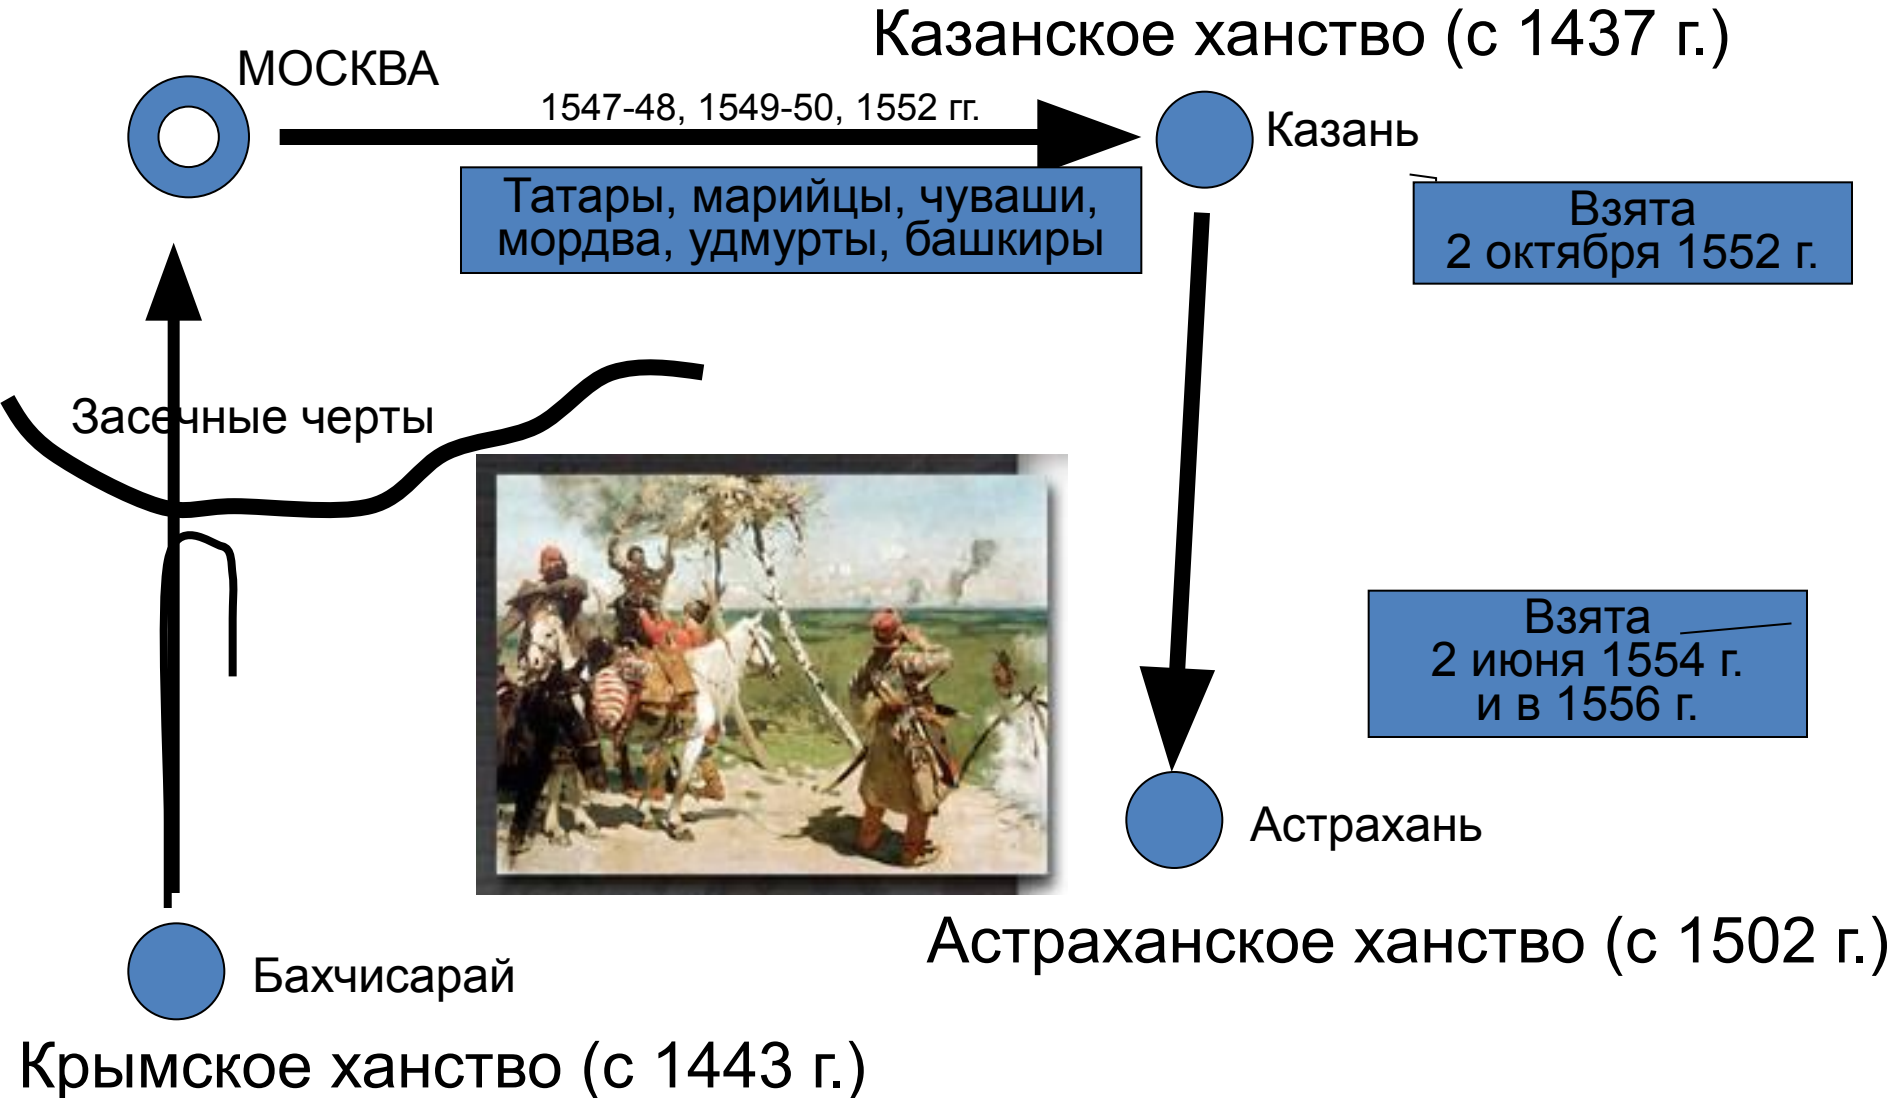 Казанское ханство (с 1437 г.)
МОСКВА
1547-48, 1549-50, 1552 гг.
Казань
Татары, марийцы, чуваши,
мордва, удмурты, башкиры
Взята
2 октября 1552 г.
Засечные черты
Взята
2 июня 1554 г.
и в 1556 г.
Астрахань
Астраханское ханство (с 1502 г.)
Бахчисарай
Крымское ханство (с 1443 г.)